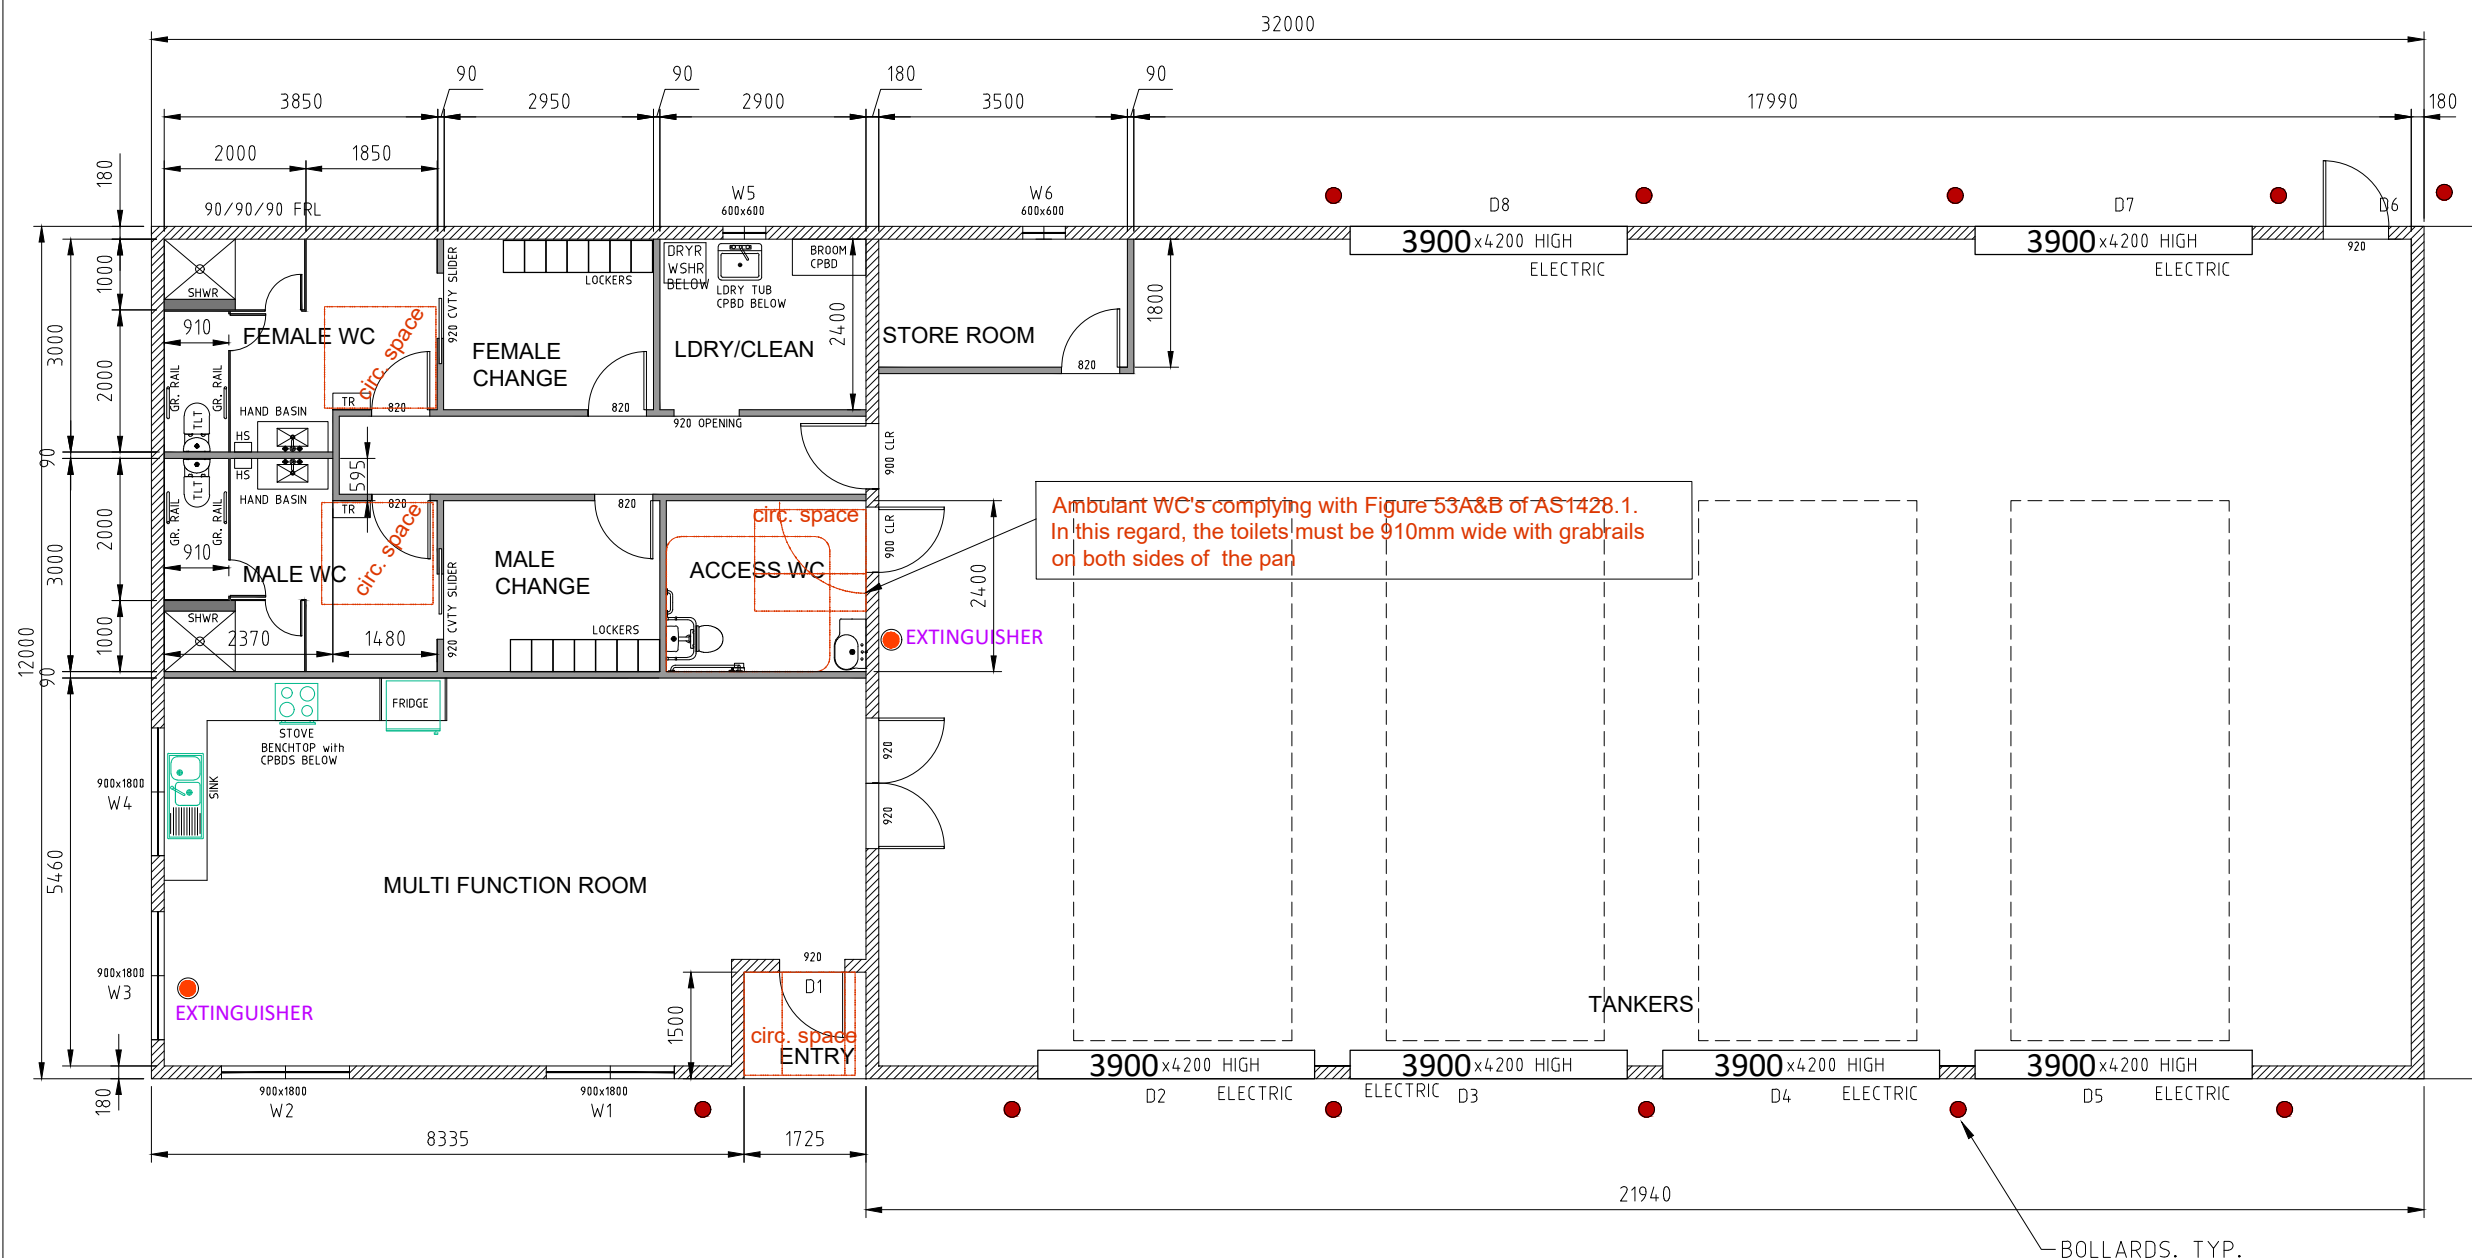 32000
90
90
180
90
3850
2950
2900
3500
17990
180
2000
1850
180
90/90/90 FRL
W5
600x600
W6
600x600
D8
D7
D6
3900x4200 HIGH
ELECTRIC
3900x4200 HIGH
ELECTRIC
920
DRYR
WSHR
BELOW
BROOM
CPBD
LDRY TUB
CPBD BELOW
LOCKERS
SHWR
920 CVTY SLIDER
1000
3000
910
FEMALE WC
circ. space
FEMALE
CHANGE
LDRY/CLEAN
2400
STORE ROOM
1800
820
2000
GR. RAIL
GR. RAIL
TLT
HAND BASIN
TR
820
820
920 OPENING
HS
90
900 CLR
HS
TLT
HAND BASIN
595
TR
820
820
GR. RAIL
GR. RAIL
2000
3000
910
MALE WC
circ. space
920 CVTY SLIDER
MALE
CHANGE
LOCKERS
circ. space
ACCESS WC
900 CLR
2400
Ambulant WC's complying with Figure 53A&B of AS1428.1.
In this regard, the toilets must be 910mm wide with grabrails
on both sides of the pan
SHWR
2370
1480
1000
12000
90
EXTINGUISHER
FRIDGE
STOVE
BENCHTOP with
CPBDS BELOW
SINK
900x1800
W4
920
920
5460
MULTI FUNCTION ROOM
900x1800
W3
EXTINGUISHER
920
D1
1500
circ. space
ENTRY
TANKERS
3900x4200 HIGH
D2
ELECTRIC
3900x4200 HIGH
ELECTRIC
D3
3900x4200 HIGH
D4
ELECTRIC
3900x4200 HIGH
D5
ELECTRIC
180
900x1800
W2
900x1800
W1
8335
1725
21940
BOLLARDS. TYP.